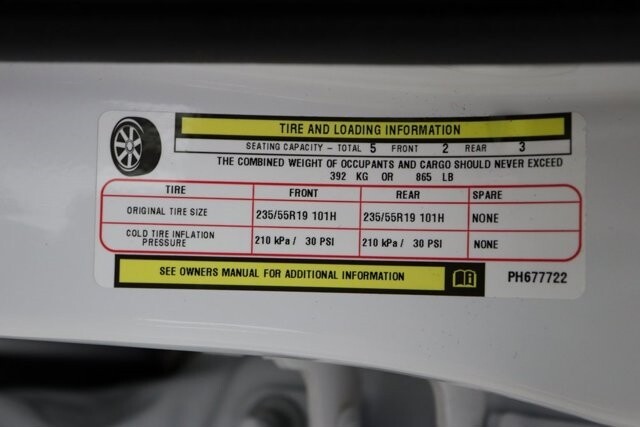 TIRE AND LOADING INFORMATION
SEATING CAPACITY - TOTAL 5 FRONT 2 REAR 3
THE COMBINED WEIGHT OF OCCUPANTS AND CARGO SHOULD NEVER EXCEED
392 KG OR 865 LB
TIRE FRONT REAR SPARE
ORIGINAL TIRE SIZE 235/55R19 101H 235/55R19 101H NONE
COLD TIRE INFLATION PRESSURE 210 kPa / 30 PSI 210 kPa / 30 PSI NONE
SEE OWNERS MANUAL FOR ADDITIONAL INFORMATION PH677722